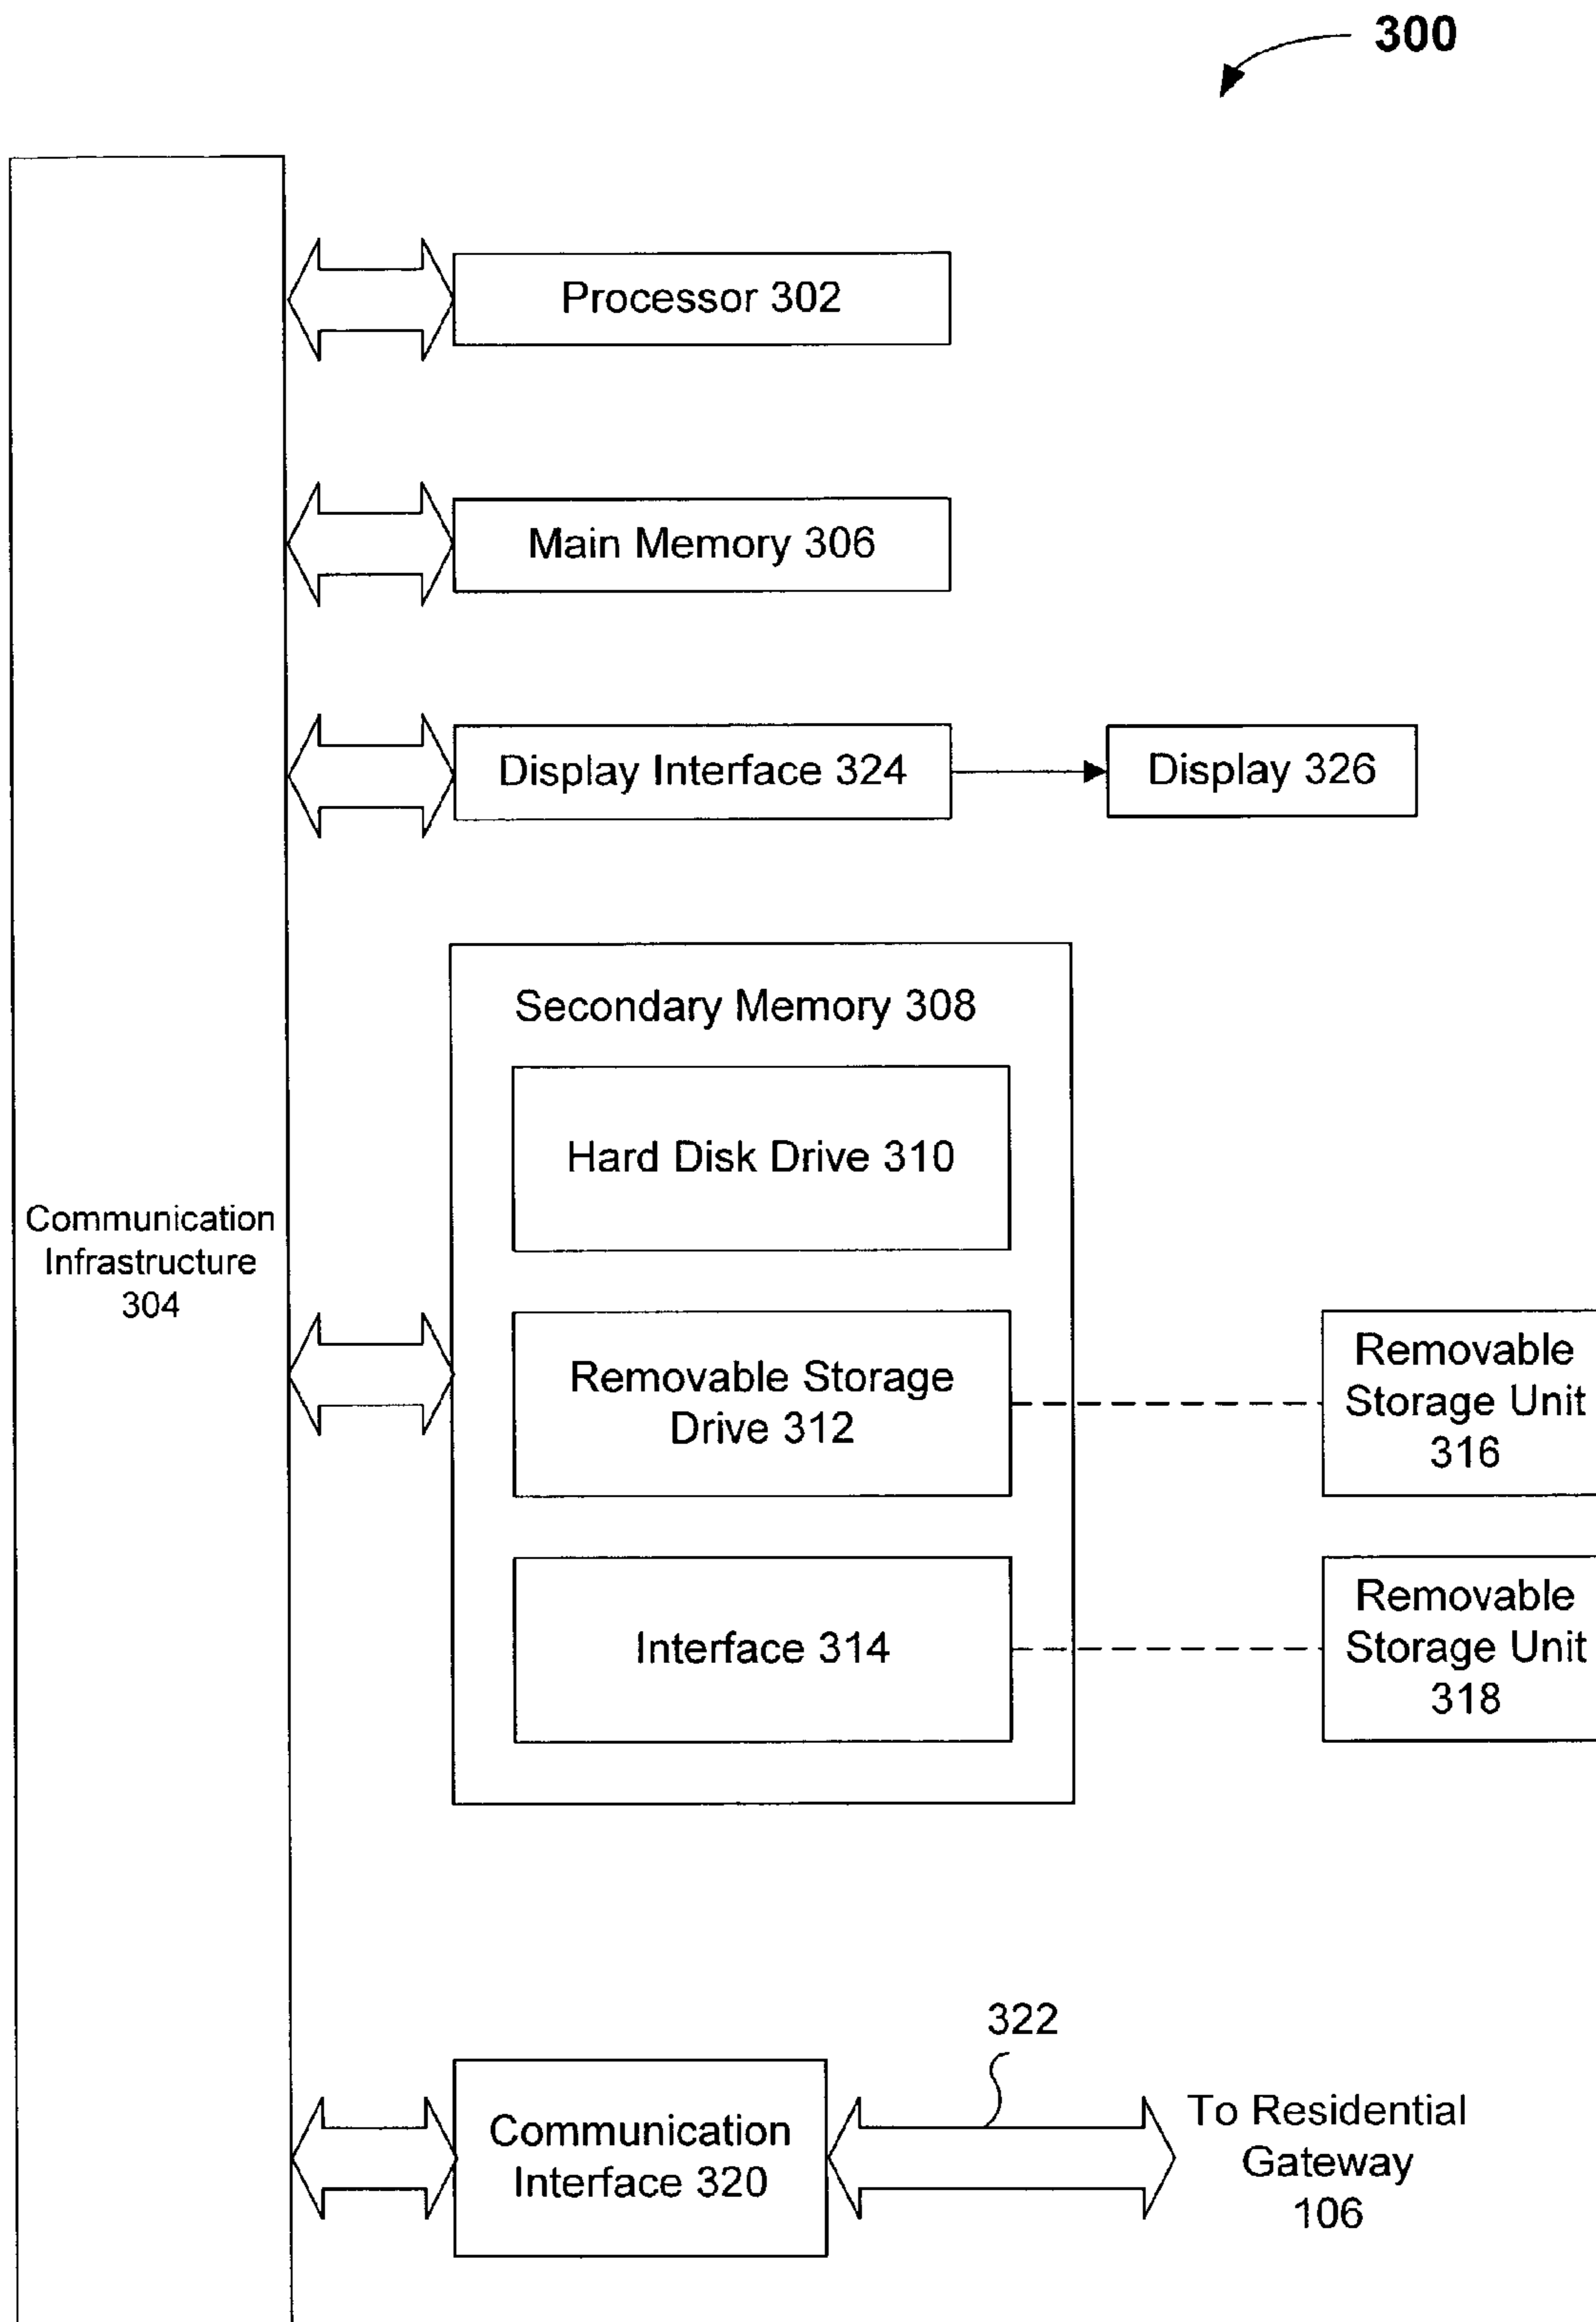 300
Processor 302
Main Memory 306
Display Interface 324
Display 326
Secondary Memory 308
Hard Disk Drive 310
Communication
Infrastructure
304
Removable Storage
Drive 312
Removable
Storage Unit
316
Interface 314
Removable
Storage Unit
318
322
Communication
Interface 320
To Residential
Gateway
106